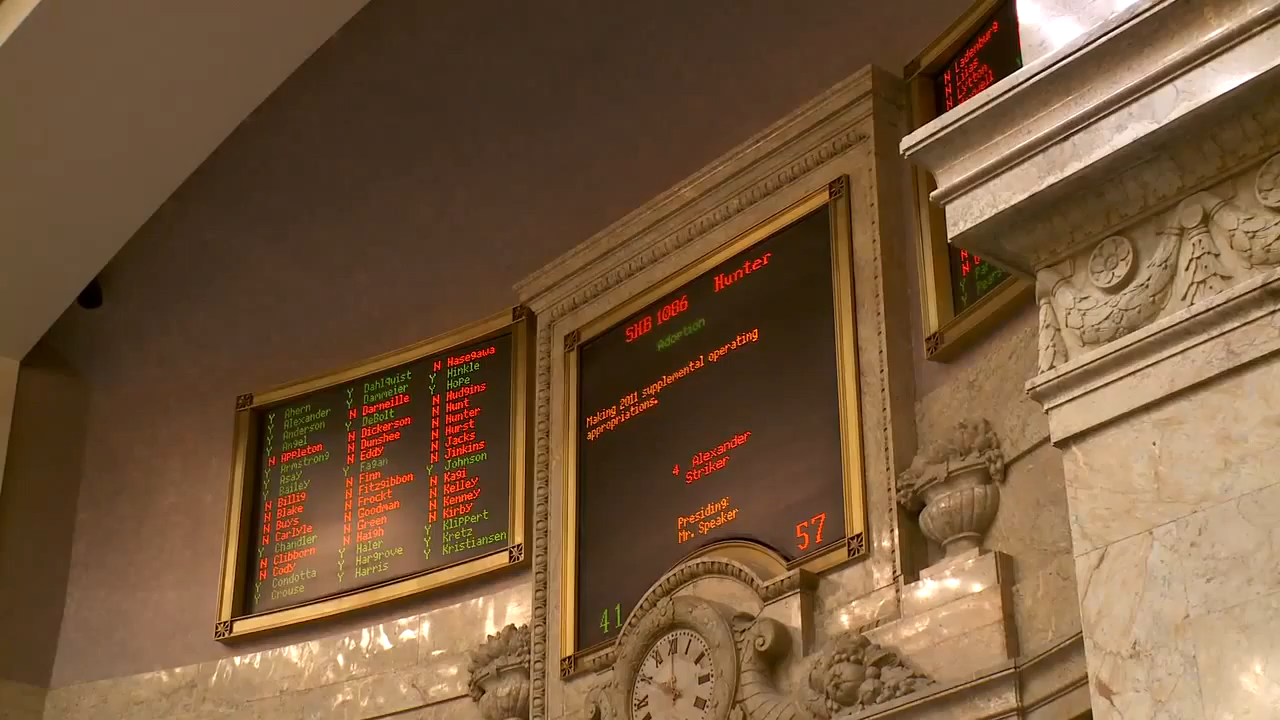 Y Ahern
Y Alexander
Y Anderson
Y Angel
N Appleton
Y Armstrong
Y Asay
Y Bailey
N Billig
N Blake
N Buys
N Carlyle
Y Chandler
N Clibborn
N Cody
Y Condotta
Y Crouse
Y Dahlquist
Y Dammeier
N Darneille
Y DeBolt
N Dickerson
N Dunshee
N Eddy
Y Fagan
N Finn
N Fitzgibbon
N Frockt
N Goodman
N Green
N Haigh
Y Haler
Y Hargrove
Y Harris
N Hasegawa
Y Hinkle
Y Hope
N Hudgins
N Hunt
N Hunter
N Hurst
N Jacks
N Jinkins
Y Johnson
N Kagi
N Kelley
N Kenney
N Kirby
Y Klippert
Y Kretz
Y Kristiansen
SHB 1086 Hunter
Adoption
Making 2011 supplemental operating
appropriations.
4 Alexander
Striker
Presiding:
Mr. Speaker
41
57
N Ladenburg
N Liias
N Lytton